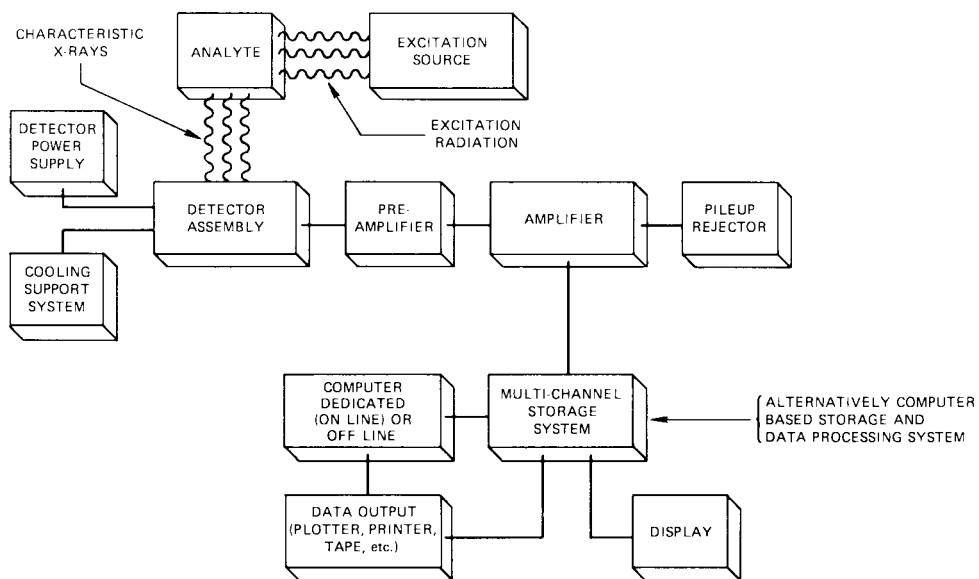 CHARACTERISTIC
X-RAYS
ANALYTE
EXCITATION
SOURCE
EXCITATION
RADIATION
DETECTOR
POWER
SUPPLY
DETECTOR
ASSEMBLY
PRE-
AMPLIFIER
AMPLIFIER
PILEUP
REJECTOR
COOLING
SUPPORT
SYSTEM
COMPUTER
DEDICATED
(ON LINE) OR
OFF LINE
MULTI-CHANNEL
STORAGE
SYSTEM
ALTERNATIVELY COMPUTER
BASED STORAGE AND
DATA PROCESSING SYSTEM
DATA OUTPUT
(PLOTTER, PRINTER,
TAPE, etc.)
DISPLAY